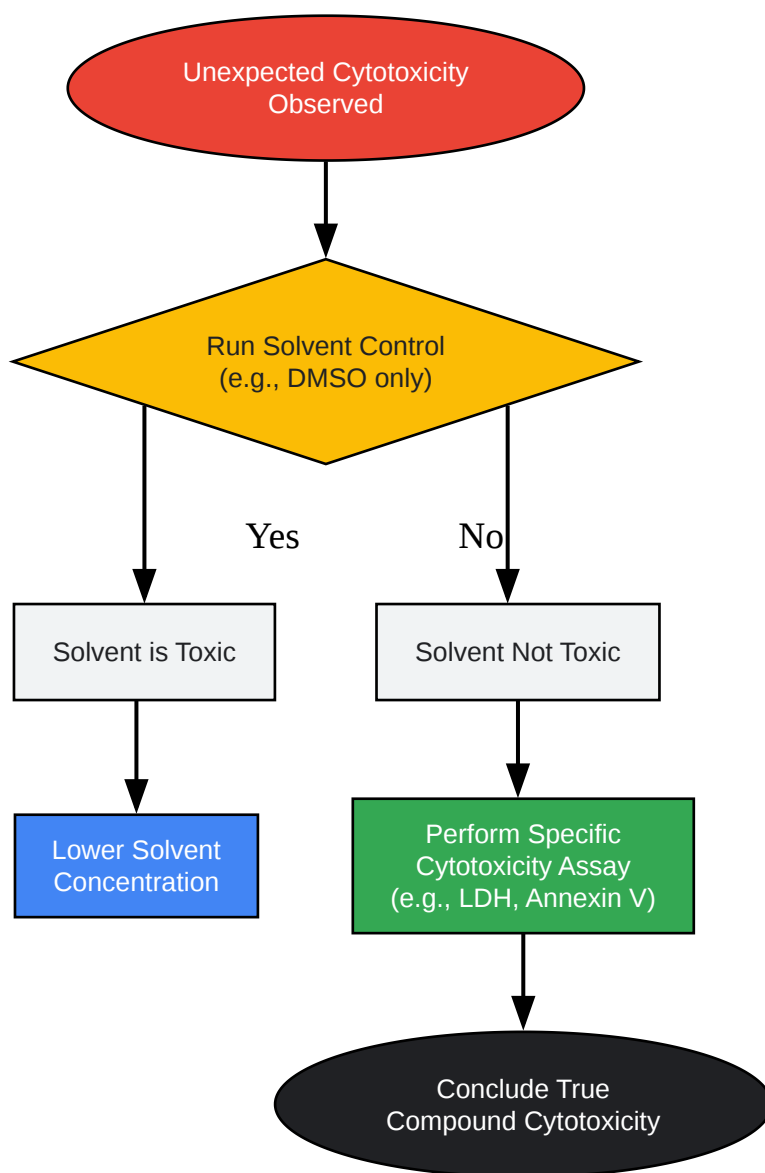 Unexpected Cytotoxicity
Observed
Run Solvent Control
(e.g., DMSO only)
Yes
No
Solvent is Toxic
Solvent Not Toxic
Lower Solvent
Concentration
Perform Specific
Cytotoxicity Assay
(e.g., LDH, Annexin V)
Conclude True
Compound Cytotoxicity